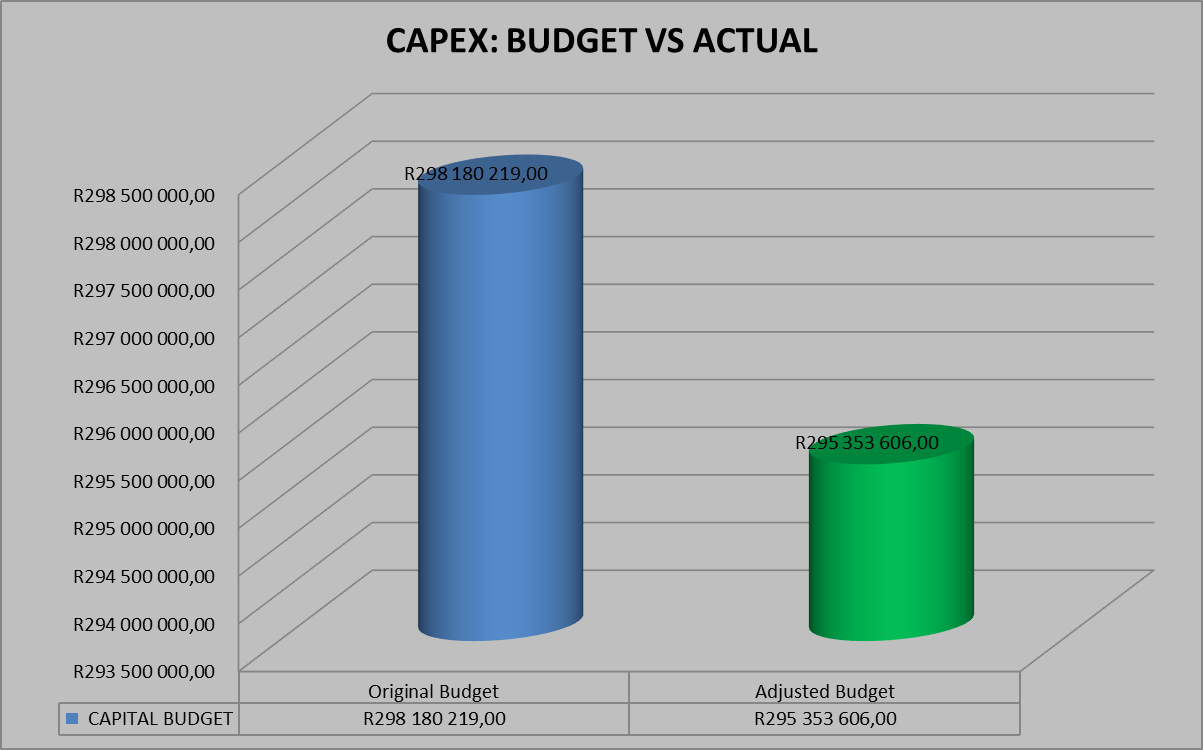 CAPEX: BUDGET VS ACTUAL
R298 500 000,00
R298 000 000,00
R297 500 000,00
R297 000 000,00
R296 500 000,00
R296 000 000,00
R295 500 000,00
R295 000 000,00
R294 500 000,00
R294 000 000,00
R293 500 000,00
R298 180 219,00
R295 353 606,00
Original Budget Adjusted Budget
CAPITAL BUDGET R298 180 219,00 R295 353 606,00